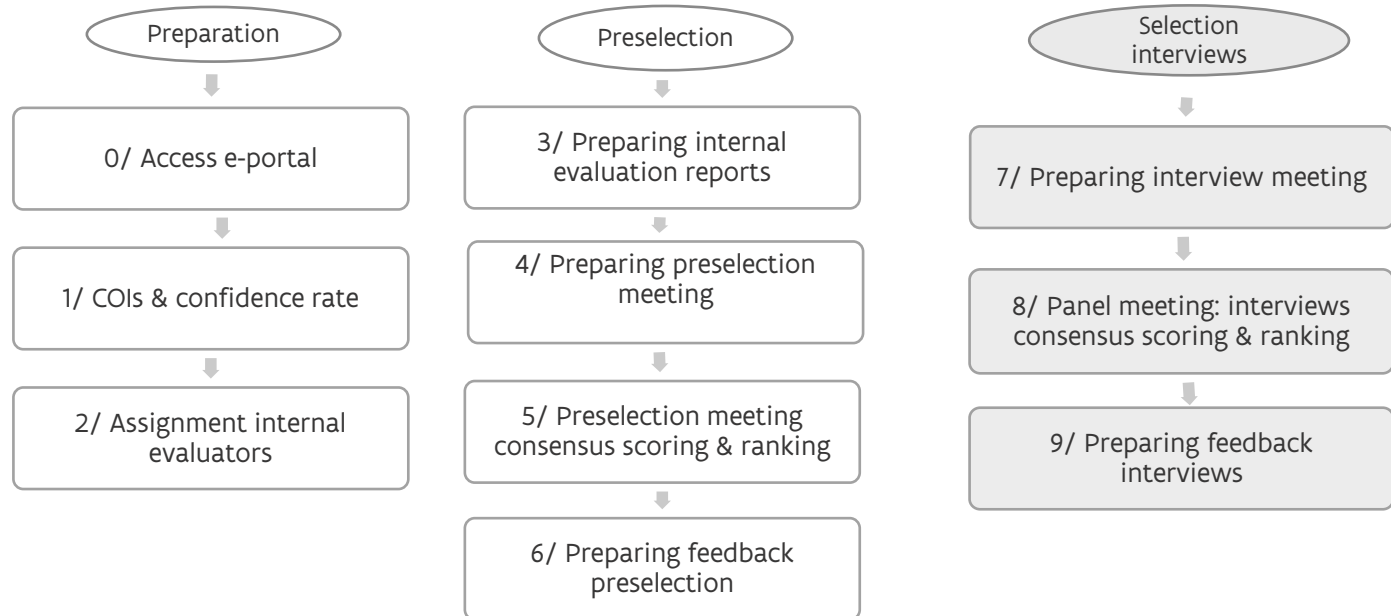 Preparation
0/ Access e-portal
1/ COIs & confidence rate
2/ Assignment internal
evaluators
Preselection
3/ Preparing internal
evaluation reports
4/ Preparing preselection
meeting
5/ Preselection meeting
consensus scoring & ranking
6/ Preparing feedback
preselection
Selection
interviews
7/ Preparing interview meeting
8/ Panel meeting: interviews
consensus scoring & ranking
9/ Preparing feedback
interviews